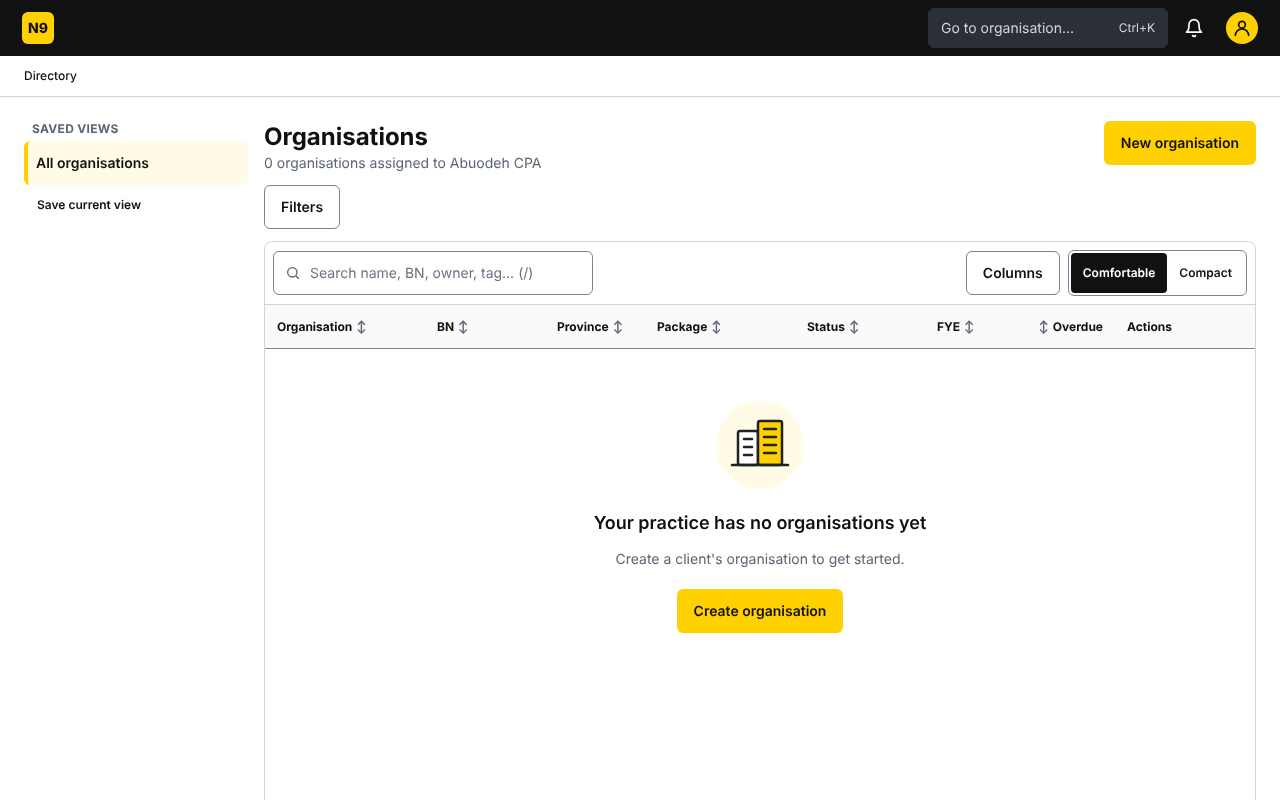 N9
Go to organisation... Ctrl+K
Directory
SAVED VIEWS
All organisations
Save current view
Organisations
0 organisations assigned to Abuodeh CPA
New organisation
Filters
Search name, BN, owner, tag... (/)
Columns
Comfortable
Compact
Organisation BN Province Package Status FYE Overdue Actions
Your practice has no organisations yet
Create a client's organisation to get started.
Create organisation